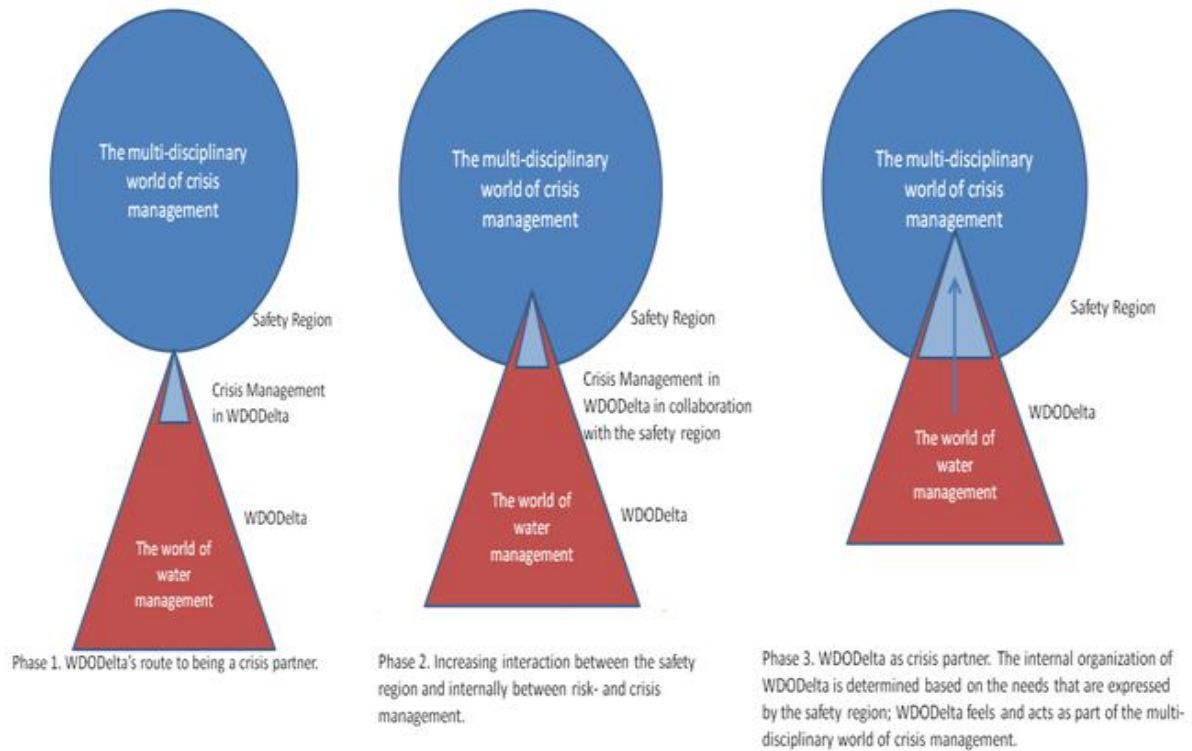 The multi-disciplinary
world of crisis
management
Safety Region
Crisis Management
in WDODelta
WDODelta
The world of
water
management
Phase 1. WDODelta's route to being a crisis partner.
The multi-disciplinary
world of crisis
management
Safety Region
Crisis Management in
WDODelta in collaboration
with the safety region
WDODelta
The world of
water
management
Phase 2. Increasing interaction between the safety
region and internally between risk- and crisis
management.
The multi-disciplinary
world of crisis
management
Safety Region
WDODelta
The world of
water
management
Phase 3. WDODelta as crisis partner. The internal organization of
WDODelta is determined based on the needs that are expressed
by the safety region; WDODelta feels and acts as part of the multi-
disciplinary world of crisis management.